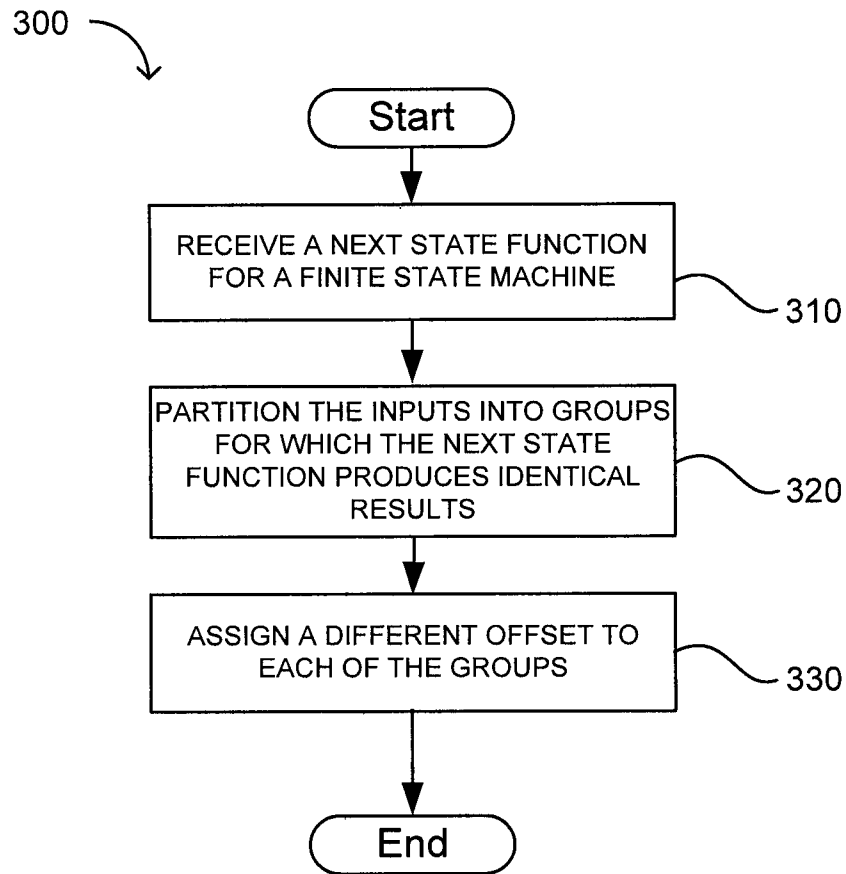 300
Start
RECEIVE A NEXT STATE FUNCTION
FOR A FINITE STATE MACHINE
310
PARTITION THE INPUTS INTO GROUPS
FOR WHICH THE NEXT STATE
FUNCTION PRODUCES IDENTICAL
RESULTS
320
ASSIGN A DIFFERENT OFFSET TO
EACH OF THE GROUPS
330
End